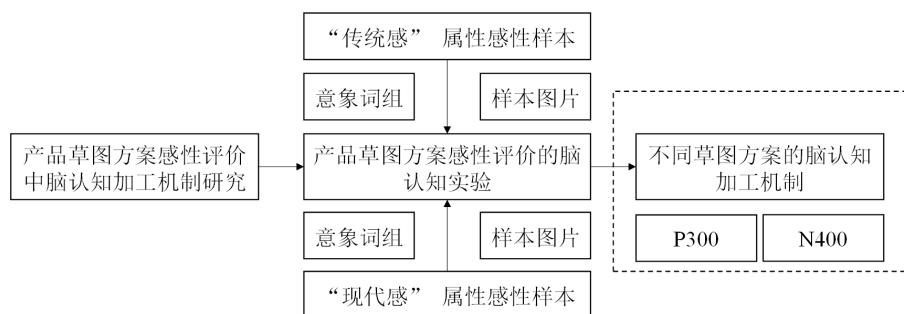 “传统感” 属性感性样本
意象词组
样本图片
产品草图方案感性评价
中脑认知加工机制研究
产品草图方案感性评价的脑
认知实验
不同草图方案的脑认知
加工机制
P300
N400
意象词组
样本图片
“现代感” 属性感性样本